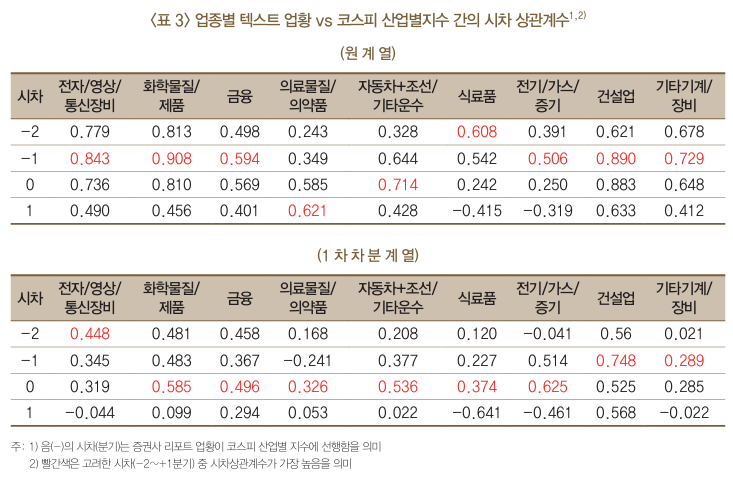 <표 3> 업종별 텍스트 업황 vs 코스피 산업별지수 간의 시차 상관계수1,2)
(원 계 열)
시차 전자/영상/통신장비 화학물질/제품 금융 의료물질/의약품 자동차+조선/기타운수 식료품 전기/가스/증기 건설업 기타기계/장비
-2 0.779 0.813 0.498 0.243 0.328 0.608 0.391 0.621 0.678
-1 0.843 0.908 0.594 0.349 0.644 0.542 0.506 0.890 0.729
0 0.736 0.810 0.569 0.585 0.714 0.242 0.250 0.883 0.648
1 0.490 0.456 0.401 0.621 0.428 -0.415 -0.319 0.633 0.412
(1 차 차 분 계 열)
시차 전자/영상/통신장비 화학물질/제품 금융 의료물질/의약품 자동차+조선/기타운수 식료품 전기/가스/증기 건설업 기타기계/장비
-2 0.448 0.481 0.458 0.168 0.208 0.120 -0.041 0.56 0.021
-1 0.345 0.483 0.367 -0.241 0.377 0.227 0.514 0.748 0.289
0 0.319 0.585 0.496 0.326 0.536 0.374 0.625 0.525 0.285
1 -0.044 0.099 0.294 0.053 0.022 -0.641 -0.461 0.568 -0.022
주: 1) 음(-)의 시차(분기)는 증권사 리포트 업황이 코스피 산업별 지수에 선행함을 의미
2) 빨간색은 고려한 시차(-2~+1분기) 중 시차상관계수가 가장 높음을 의미